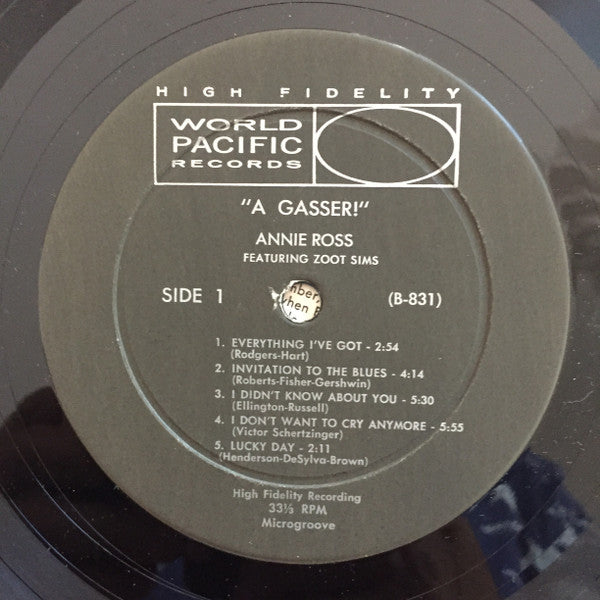 HIGH FIDELITY
WORLD
PACIFIC
RECORDS
"A GASSER!"
ANNIE ROSS
FEATURING ZOOT SIMS
SIDE 1 (B-831)
when
1. EVERYTHING I'VE GOT - 2:54
(Rodgers-Hart)
2. INVITATION TO THE BLUES - 4:14
(Roberts-Fisher-Gershwin)
3. I DIDN'T KNOW ABOUT YOU - 5:30
(Ellington-Russell)
4. I DON'T WANT TO CRY ANYMORE - 5:55
(Victor Schertzinger)
5. LUCKY DAY - 2:11
(Henderson-DeSylva-Brown)
High Fidelity Recording
33⅓ RPM
Microgroove